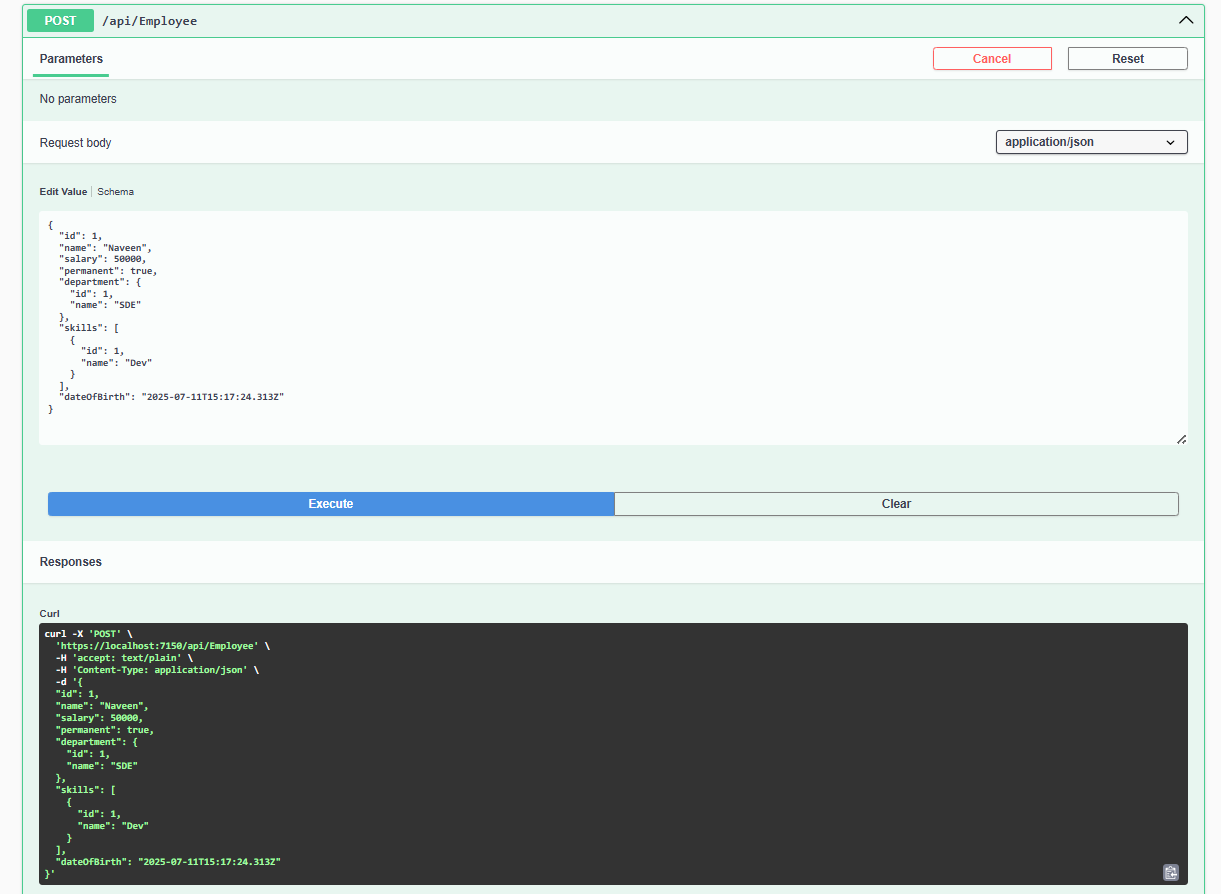 POST /api/Employee
Parameters
Cancel
Reset
No parameters
Request body
application/json
Edit Value | Schema
{
  "id": 1,
  "name": "Naveen",
  "salary": 50000,
  "permanent": true,
  "department": {
    "id": 1,
    "name": "SDE"
  },
  "skills": [
    {
      "id": 1,
      "name": "Dev"
    }
  ],
  "dateOfBirth": "2025-07-11T15:17:24.313Z"
}
Execute
Clear
Responses
Curl
curl -X 'POST' \
  'https://localhost:7150/api/Employee' \
  -H 'accept: text/plain' \
  -H 'Content-Type: application/json' \
  -d '{
  "id": 1,
  "name": "Naveen",
  "salary": 50000,
  "permanent": true,
  "department": {
    "id": 1,
    "name": "SDE"
  },
  "skills": [
    {
      "id": 1,
      "name": "Dev"
    }
  ],
  "dateOfBirth": "2025-07-11T15:17:24.313Z"
}'